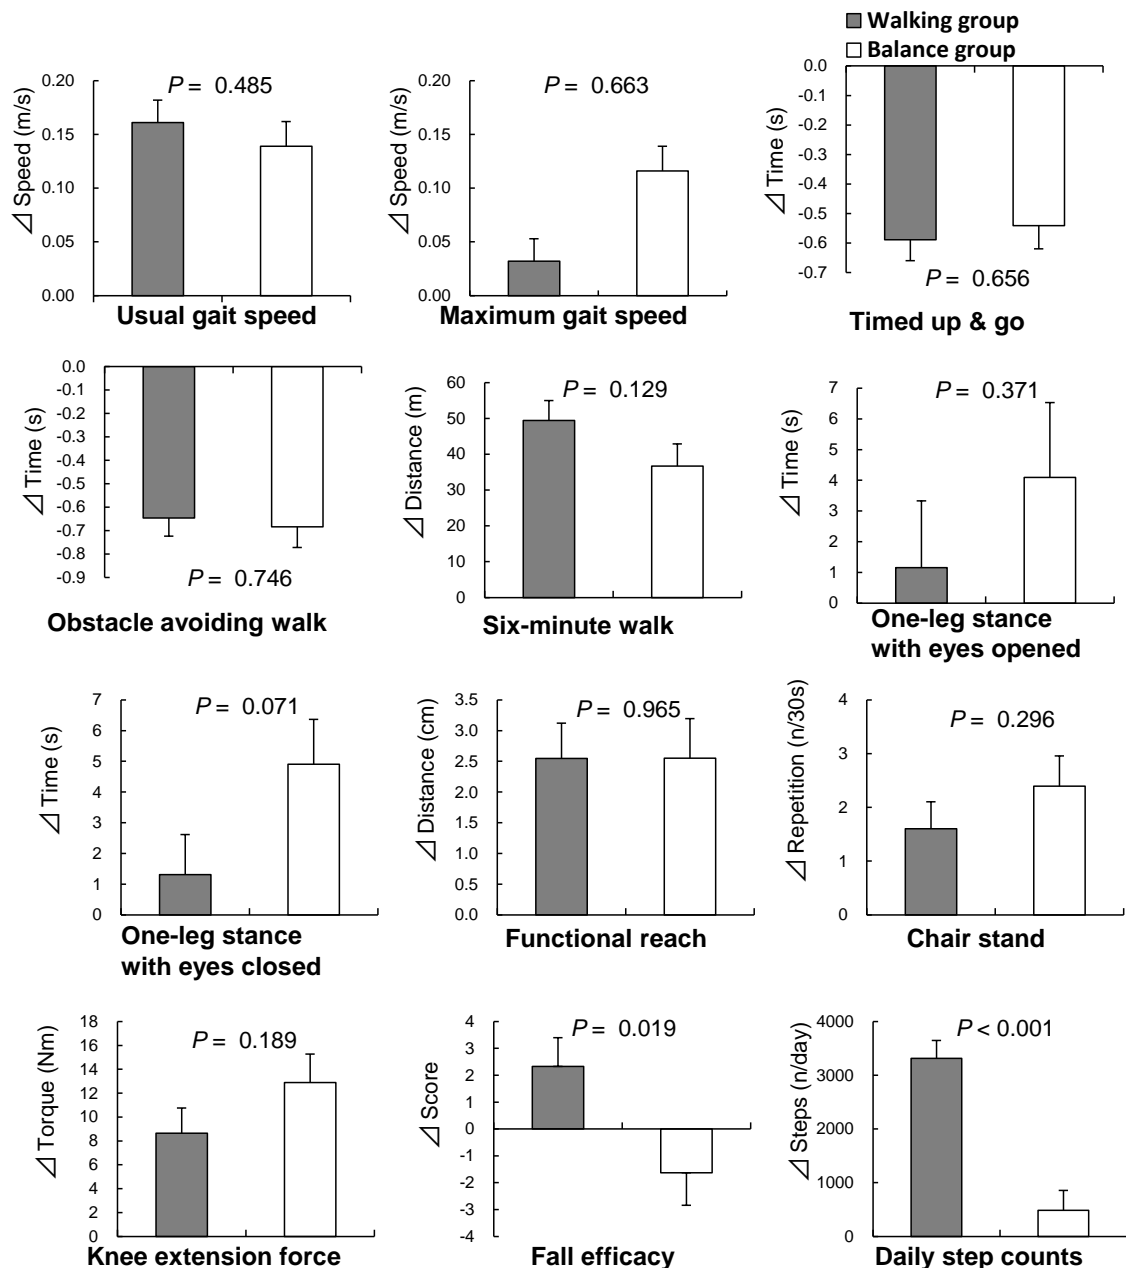 Walking group
Balance group
P = 0.485
⊿ Speed (m/s)
0.20
0.15
0.10
0.05
0.00
Usual gait speed
P = 0.663
⊿ Speed (m/s)
0.20
0.15
0.10
0.05
0.00
Maximum gait speed
⊿ Time (s)
0.0
-0.1
-0.2
-0.3
-0.4
-0.5
-0.6
-0.7
P = 0.656
Timed up & go
⊿ Time (s)
0.0
-0.1
-0.2
-0.3
-0.4
-0.5
-0.6
-0.7
-0.8
-0.9
P = 0.746
Obstacle avoiding walk
P = 0.129
⊿ Distance (m)
60
50
40
30
20
10
0
Six-minute walk
P = 0.371
⊿ Time (s)
7
6
5
4
3
2
1
0
One-leg stance
with eyes opened
P = 0.071
⊿ Time (s)
7
6
5
4
3
2
1
0
One-leg stance
with eyes closed
P = 0.965
⊿ Distance (cm)
3.5
3.0
2.5
2.0
1.5
1.0
0.5
0.0
Functional reach
P = 0.296
⊿ Repetition (n/30s)
4
3
2
1
0
Chair stand
P = 0.189
⊿ Torque (Nm)
18
16
14
12
10
8
6
4
2
0
Knee extension force
P = 0.019
⊿ Score
4
3
2
1
0
-1
-2
-3
-4
Fall efficacy
P < 0.001
⊿ Steps (n/day)
4000
3000
2000
1000
0
Daily step counts